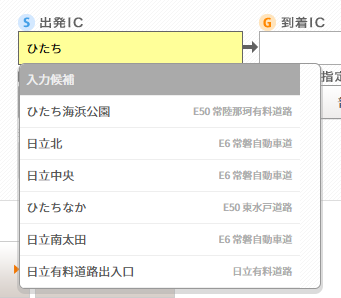 S 出発IC G 到着IC
ひたち
指定
入力候補
ひたち海浜公園 E50 常陸那珂有料道路
日立北 E6 常磐自動車道
日立中央 E6 常磐自動車道
ひたちなか E50 東水戸道路
日立南太田 E6 常磐自動車道
日立有料道路出入口 日立有料道路